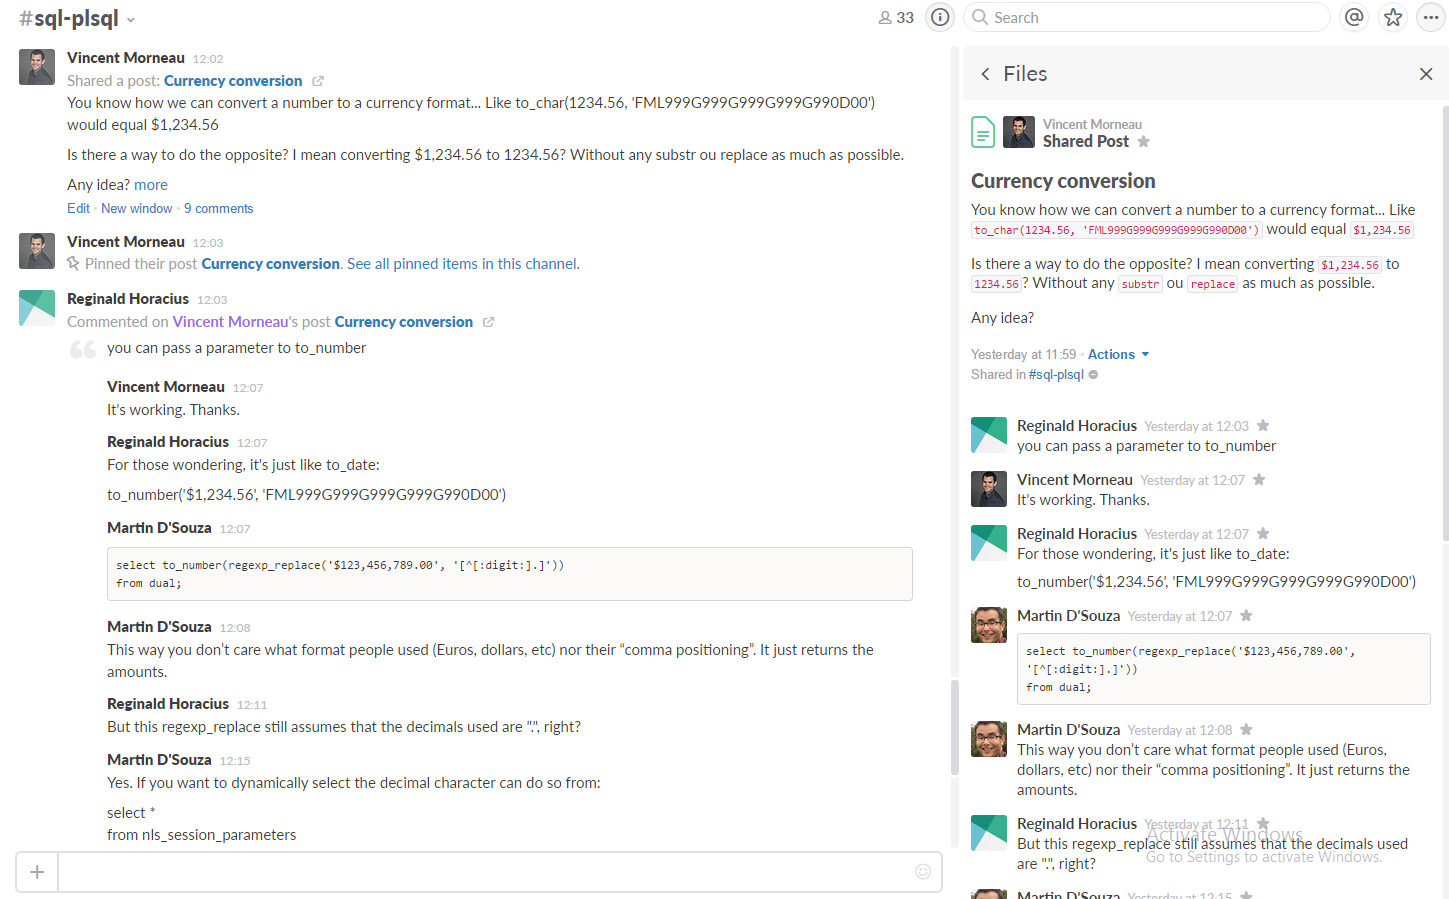 #sql-plsql
33
Search
Vincent Morneau 12:02
Shared a post: Currency conversion
You know how we can convert a number to a currency format... Like to_char(1234.56, 'FML999G999G999G999G990D00')
would equal $1,234.56
Is there a way to do the opposite? I mean converting $1,234.56 to 1234.56? Without any substr ou replace as much as possible.
Any idea? more
Edit • New window • 9 comments
Vincent Morneau 12:03
Pinned their post Currency conversion. See all pinned items in this channel.
Reginald Horacius 12:03
Commented on Vincent Morneau's post Currency conversion
you can pass a parameter to to_number
Vincent Morneau 12:07
It's working. Thanks.
Reginald Horacius 12:07
For those wondering, it's just like to_date:
to_number('$1,234.56', 'FML999G999G999G999G990D00')
Martin D'Souza 12:07
select to_number(regexp_replace('$123,456,789.00', '[^[:digit:].]'))
from dual;
Martin D'Souza 12:08
This way you don’t care what format people used (Euros, dollars, etc) nor their “comma positioning”. It just returns the
amounts.
Reginald Horacius 12:11
But this regexp_replace still assumes that the decimals used are ".", right?
Martin D'Souza 12:15
Yes. If you want to dynamically select the decimal character can do so from:
select *
from nls_session_parameters
Files
Vincent Morneau
Shared Post
Currency conversion
You know how we can convert a number to a currency format... Like
to_char(1234.56, 'FML999G999G999G999G990D00') would equal $1,234.56
Is there a way to do the opposite? I mean converting $1,234.56 to
1234.56? Without any substr ou replace as much as possible.
Any idea?
Yesterday at 11:59 • Actions
Shared in #sql-plsql
Reginald Horacius Yesterday at 12:03
you can pass a parameter to to_number
Vincent Morneau Yesterday at 12:07
It's working. Thanks.
Reginald Horacius Yesterday at 12:07
For those wondering, it's just like to_date:
to_number('$1,234.56', 'FML999G999G999G999G990D00')
Martin D'Souza Yesterday at 12:07
select to_number(regexp_replace('$123,456,789.00',
'[^[:digit:].]'))
from dual;
Martin D'Souza Yesterday at 12:08
This way you don’t care what format people used (Euros,
dollars, etc) nor their “comma positioning”. It just returns the
amounts.
Reginald Horacius Yesterday at 12:11
But this regexp_replace still assumes that the decimals used
are ".", right?
Activate Windows
Go to Settings to activate Windows.
Martin D'Souza Yesterday at 12:15